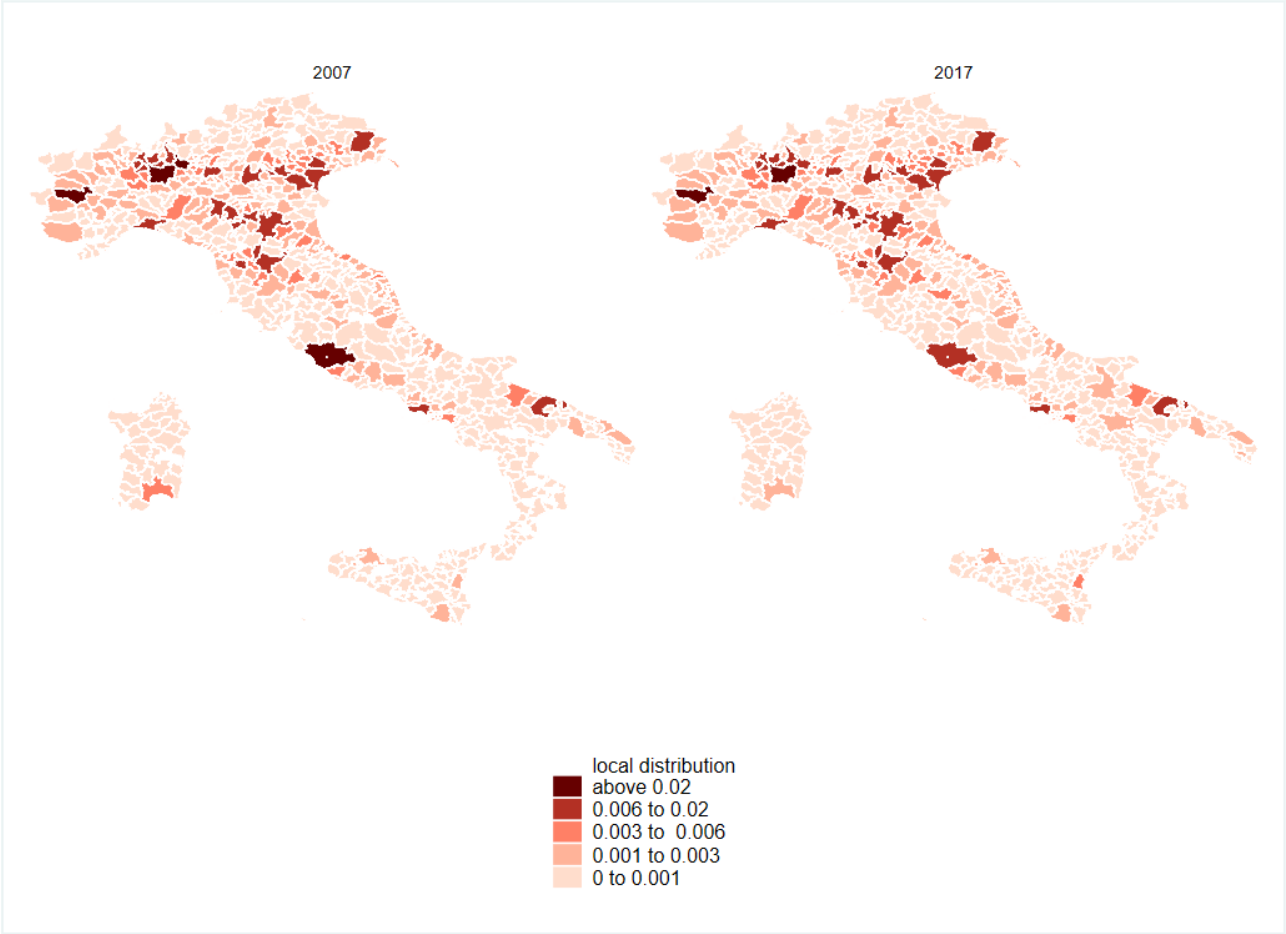 2007
2017
local distribution
above 0.02
0.006 to 0.02
0.003 to  0.006
0.001 to 0.003
0 to 0.001